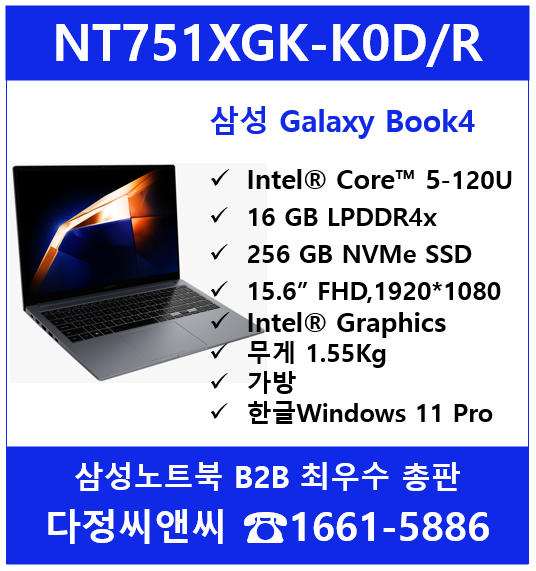 NT751XGK-K0D/R
삼성 Galaxy Book4
✓ Intel® Core™ 5-120U
✓ 16 GB LPDDR4x
✓ 256 GB NVMe SSD
✓ 15.6” FHD,1920*1080
✓ Intel® Graphics
✓ 무게 1.55Kg
✓ 가방
✓ 한글Windows 11 Pro
삼성노트북 B2B 최우수 총판
다정씨앤씨 ☎1661-5886